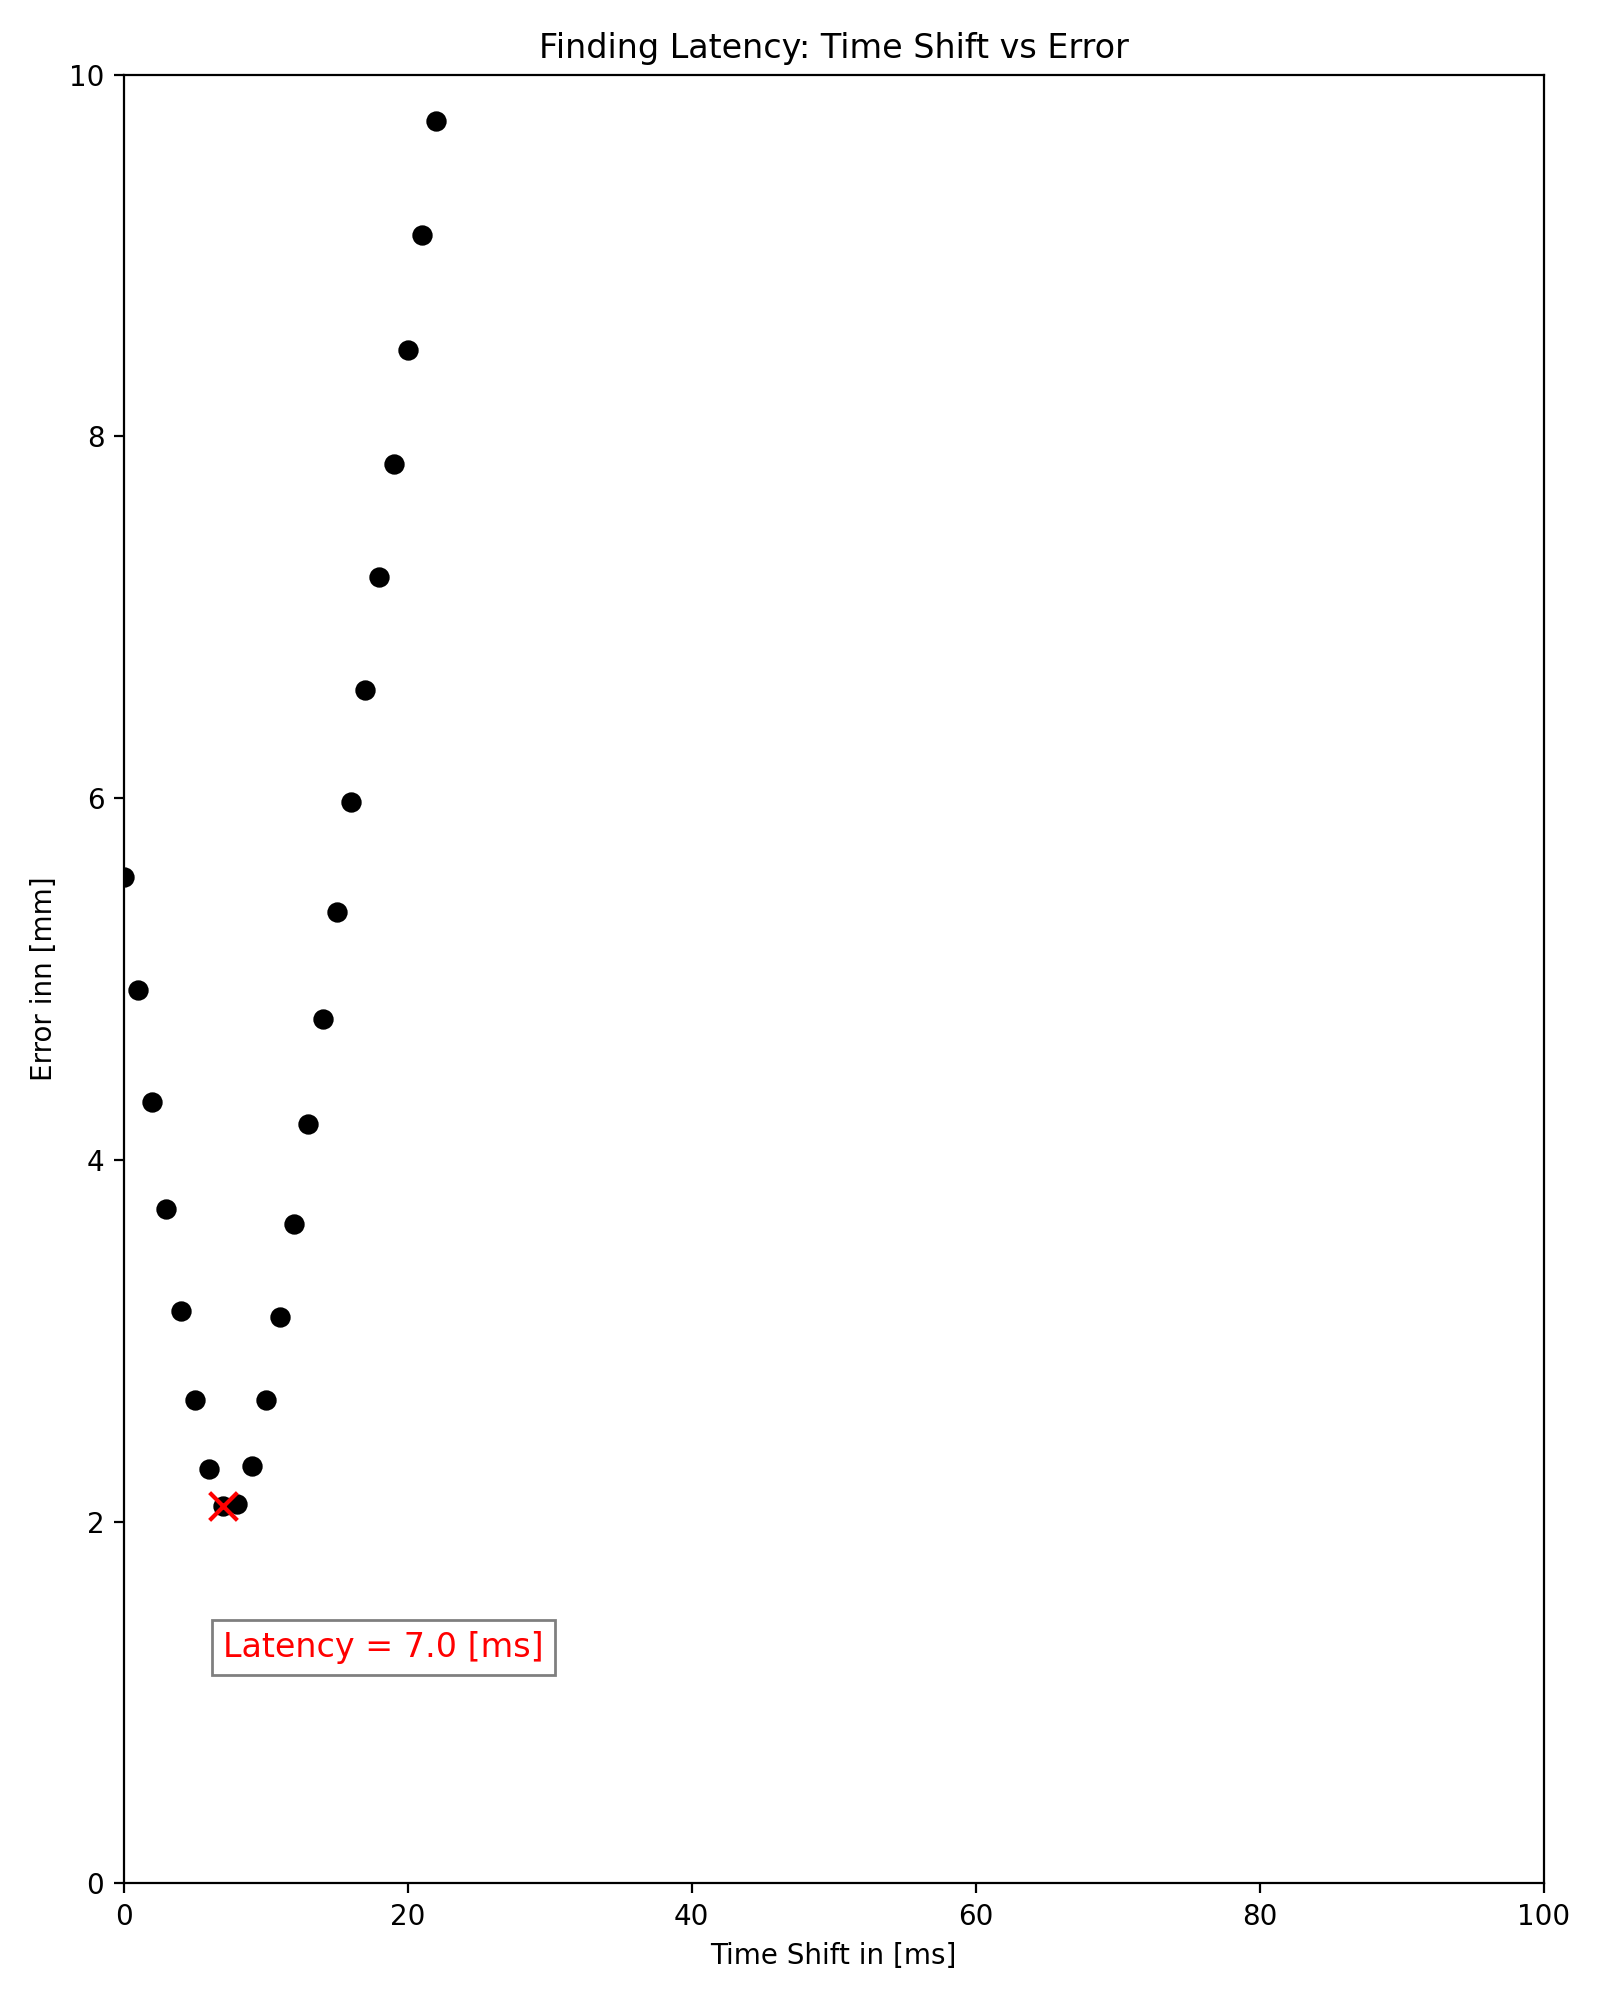 Finding Latency: Time Shift vs Error
10
8
6
4
2
0
Error inn [mm]
Latency = 7.0 [ms]
0 20 40 60 80 100
Time Shift in [ms]